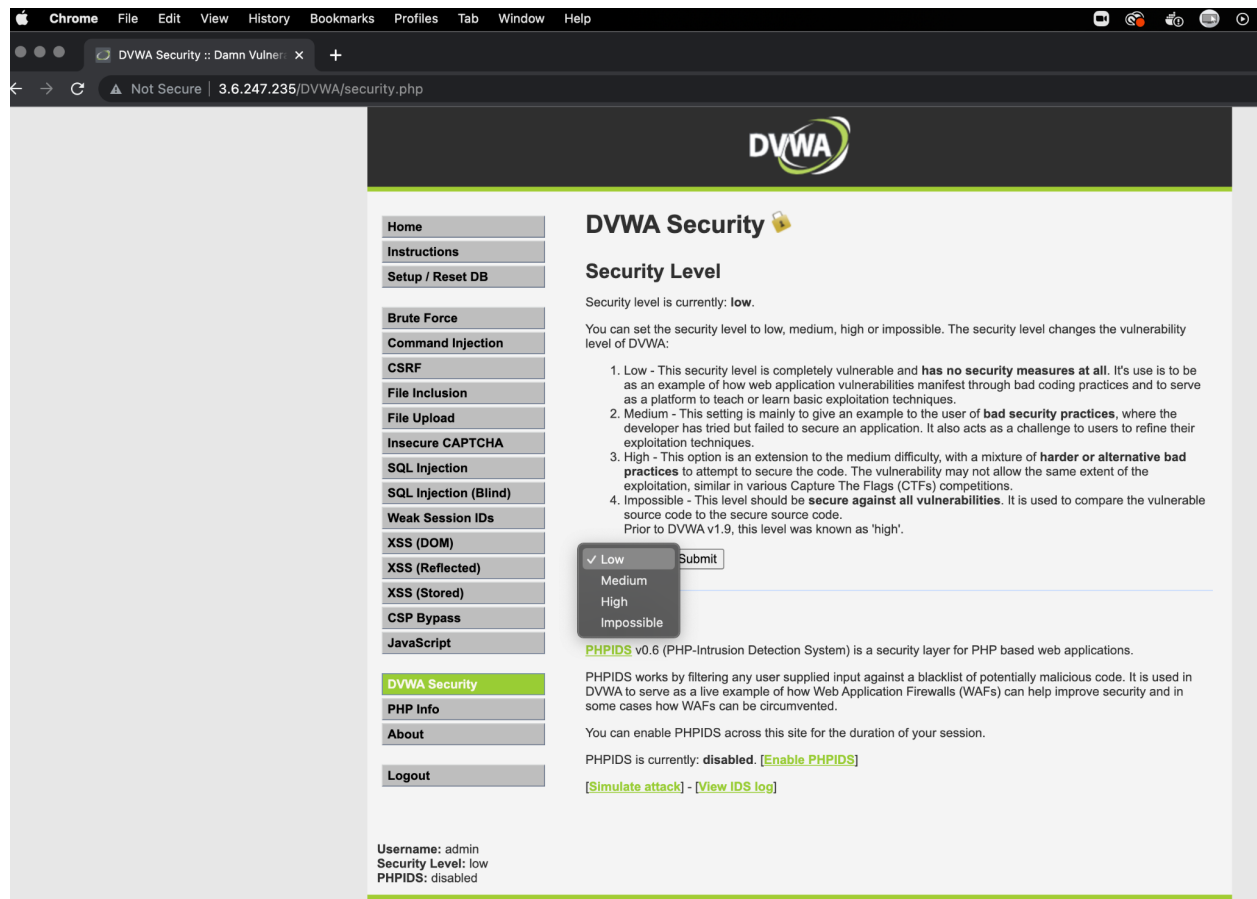 Chrome File Edit View History Bookmarks Profiles Tab Window Help
DVWA Security :: Damn Vulner
Not Secure | 3.6.247.235/DVWA/security.php
DVWA
Home
Instructions
Setup / Reset DB
Brute Force
Command Injection
CSRF
File Inclusion
File Upload
Insecure CAPTCHA
SQL Injection
SQL Injection (Blind)
Weak Session IDs
XSS (DOM)
XSS (Reflected)
XSS (Stored)
CSP Bypass
JavaScript
DVWA Security
PHP Info
About
Logout
Username: admin
Security Level: low
PHPIDS: disabled
DVWA Security
Security Level
Security level is currently: low.
You can set the security level to low, medium, high or impossible. The security level changes the vulnerability
level of DVWA:
1. Low - This security level is completely vulnerable and has no security measures at all. It's use is to be
as an example of how web application vulnerabilities manifest through bad coding practices and to serve
as a platform to teach or learn basic exploitation techniques.
2. Medium - This setting is mainly to give an example to the user of bad security practices, where the
developer has tried but failed to secure an application. It also acts as a challenge to users to refine their
exploitation techniques.
3. High - This option is an extension to the medium difficulty, with a mixture of harder or alternative bad
practices to attempt to secure the code. The vulnerability may not allow the same extent of the
exploitation, similar in various Capture The Flags (CTFs) competitions.
4. Impossible - This level should be secure against all vulnerabilities. It is used to compare the vulnerable
source code to the secure source code.
Prior to DVWA v1.9, this level was known as 'high'.
✓ Low
Submit
Medium
High
Impossible
PHPIDS v0.6 (PHP-Intrusion Detection System) is a security layer for PHP based web applications.
PHPIDS works by filtering any user supplied input against a blacklist of potentially malicious code. It is used in
DVWA to serve as a live example of how Web Application Firewalls (WAFs) can help improve security and in
some cases how WAFs can be circumvented.
You can enable PHPIDS across this site for the duration of your session.
PHPIDS is currently: disabled. [Enable PHPIDS]
[Simulate attack] - [View IDS log]